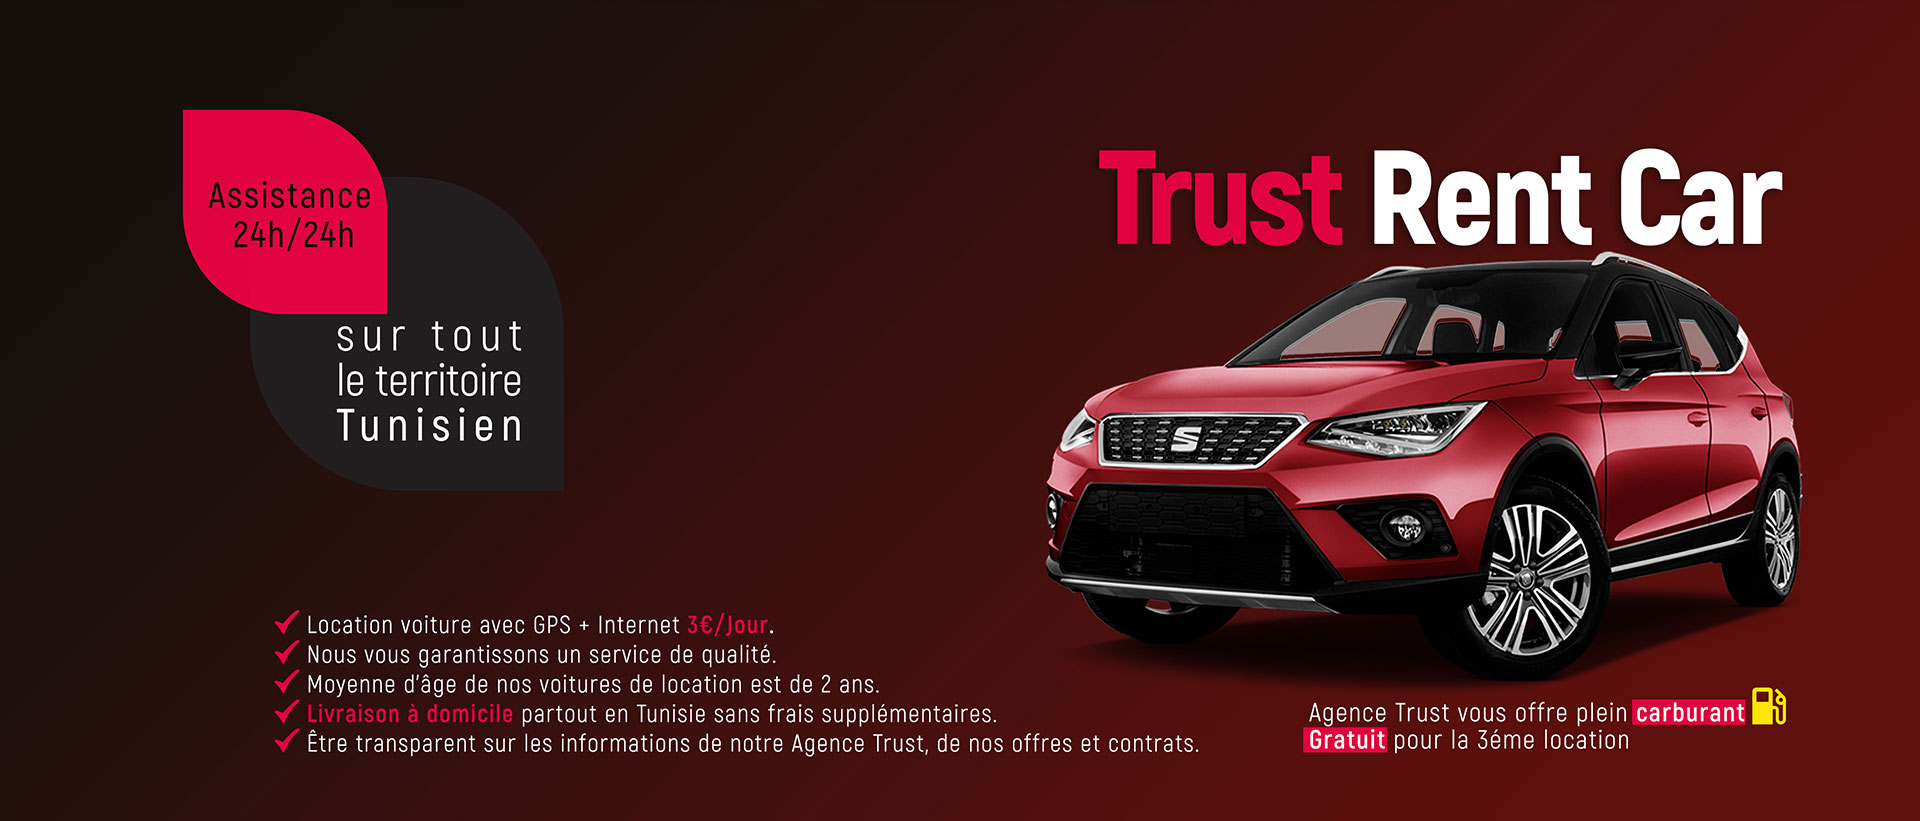 Assistance
24h/24h
sur tout
le territoire
Tunisien
Trust Rent Car
Location voiture avec GPS + Internet 3€/Jour.
Nous vous garantissons un service de qualité.
Moyenne d'âge de nos voitures de location est de 2 ans.
Livraison à domicile partout en Tunisie sans frais supplémentaires.
Être transparent sur les informations de notre Agence Trust, de nos offres et contrats.
Agence Trust vous offre plein carburant
Gratuit pour la 3éme location